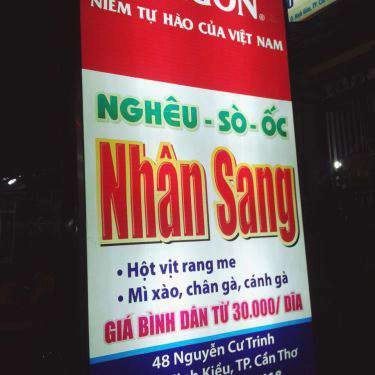 NIỀM TỰ HÀO CỦA VIỆT NAM
NGHÊU - SÒ - ỐC
Nhân Sang
• Hột vịt rang me
• Mì xào, chân gà, cánh gà
GIÁ BÌNH DÂN TỪ 30.000/ DĨA
48 Nguyễn Cư Trinh
Kiều, TP. Cần Thơ